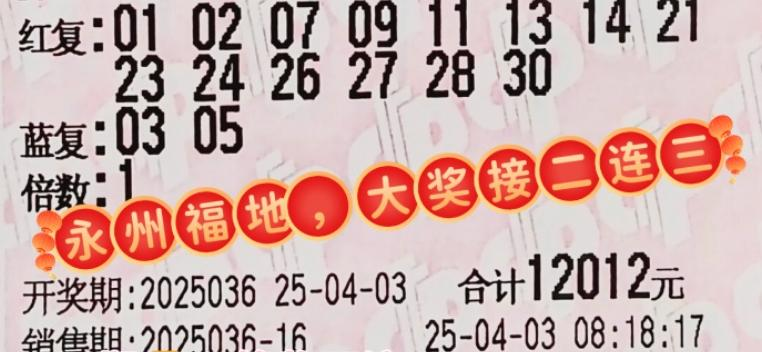 红复:01 02 07 09 11 13 14 21
23 24 26 27 28 30
蓝复:03 05
倍数:1
永州福地,大奖接二连三
开奖期:2025036 25-04-03 合计12012元
销售期:2025036-16 25-04-03 08:18:17